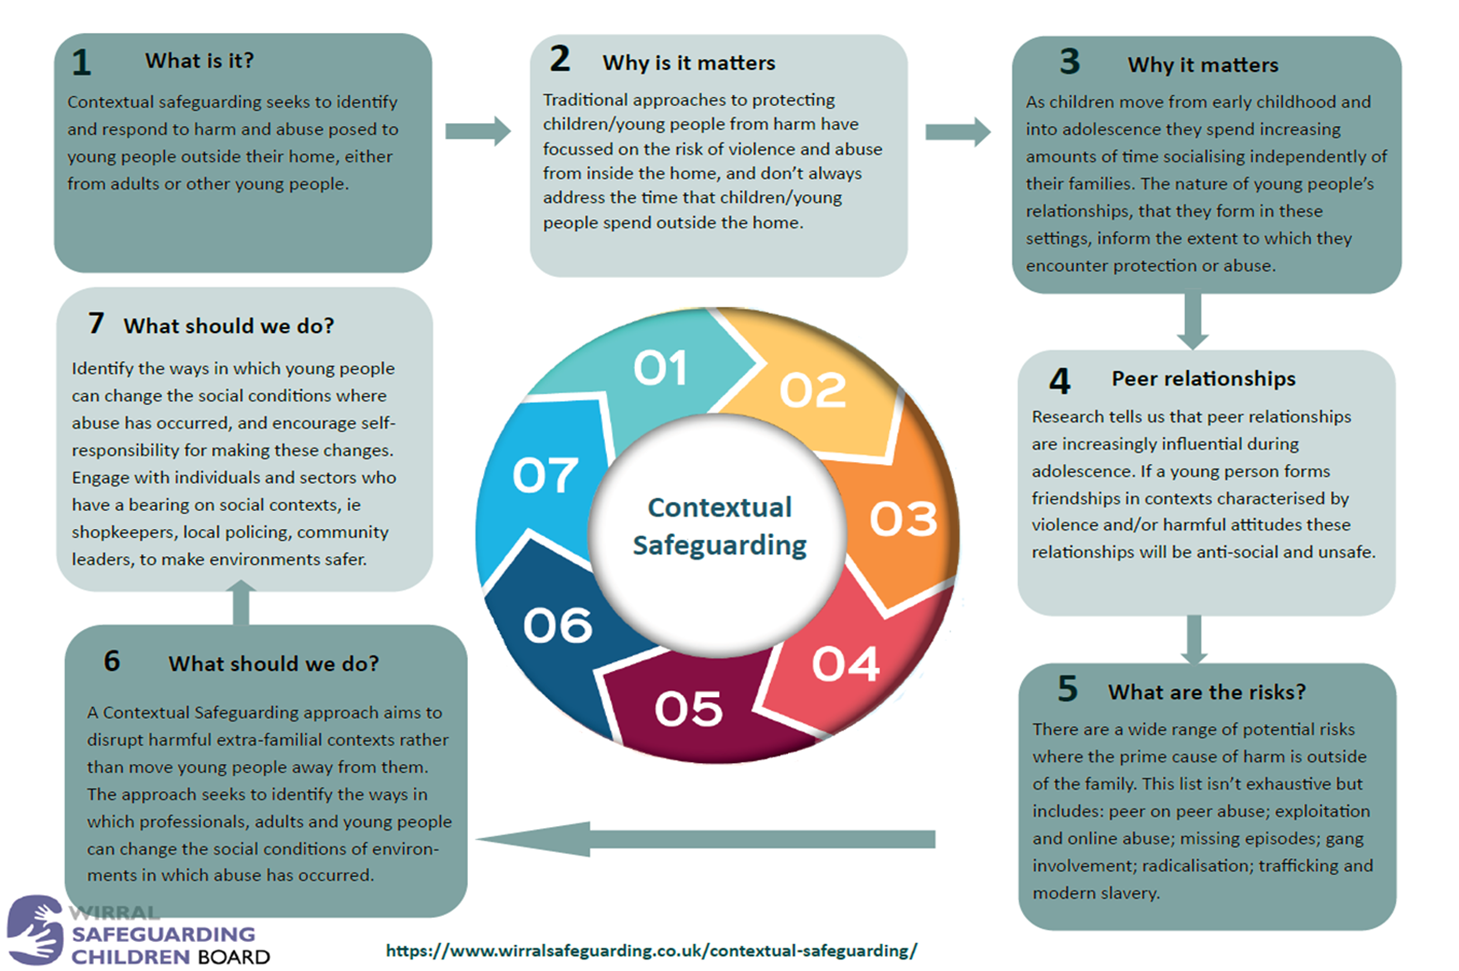 1 What is it?
Contextual safeguarding seeks to identify
and respond to harm and abuse posed to
young people outside their home, either
from adults or other young people.
2 Why is it matters
Traditional approaches to protecting
children/young people from harm have
focussed on the risk of violence and abuse
from inside the home, and don't always
address the time that children/young
people spend outside the home.
3 Why it matters
As children move from early childhood and
into adolescence they spend increasing
amounts of time socialising independently of
their families. The nature of young people's
relationships, that they form in these
settings, inform the extent to which they
encounter protection or abuse.
4 Peer relationships
Research tells us that peer relationships
are increasingly influential during
adolescence. If a young person forms
friendships in contexts characterised by
violence and/or harmful attitudes these
relationships will be anti-social and unsafe.
5 What are the risks?
There are a wide range of potential risks
where the prime cause of harm is outside
of the family. This list isn't exhaustive but
includes: peer on peer abuse; exploitation
and online abuse; missing episodes; gang
involvement; radicalisation; trafficking and
modern slavery.
6 What should we do?
A Contextual Safeguarding approach aims to
disrupt harmful extra-familial contexts rather
than move young people away from them.
The approach seeks to identify the ways in
which professionals, adults and young people
can change the social conditions of environ-
ments in which abuse has occurred.
7 What should we do?
Identify the ways in which young people
can change the social conditions where
abuse has occurred, and encourage self-
responsibility for making these changes.
Engage with individuals and sectors who
have a bearing on social contexts, ie
shopkeepers, local policing, community
leaders, to make environments safer.
01
02
03
04
05
06
07
Contextual
Safeguarding
WIRRAL
SAFEGUARDING
CHILDREN BOARD
https://www.wirralsafeguarding.co.uk/contextual-safeguarding/